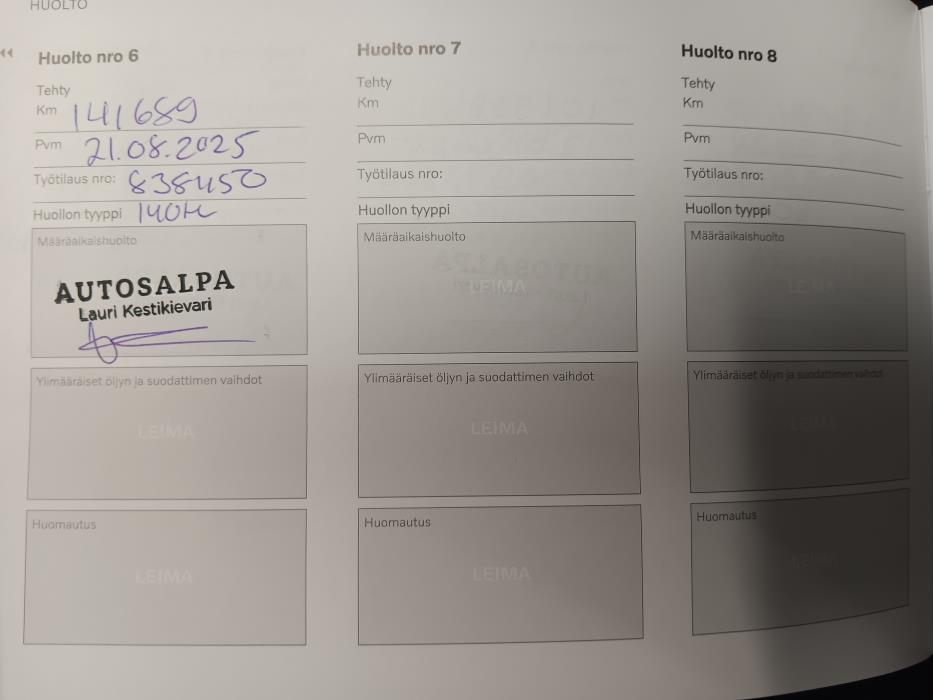 HUOLTO
Huolto nro 6
Tehty
Km 141689
Pvm 21.08.2025
Työtilaus nro: 838450
Huollon tyyppi 140tk
Määräaikaishuolto
AUTOSALPA
Lauri Kestikievari
Ylimääräiset öljyn ja suodattimen vaihdot
LEIMA
Huomautus
LEIMA
Huolto nro 7
Tehty
Km
Pvm
Työtilaus nro:
Huollon tyyppi
Määräaikaishuolto
LEIMA
Ylimääräiset öljyn ja suodattimen vaihdot
LEIMA
Huomautus
LEIMA
Huolto nro 8
Tehty
Km
Pvm
Työtilaus nro:
Huollon tyyppi
Määräaikaishuolto
LEIMA
Ylimääräiset öljyn ja suodattimen vaihdot
LEIMA
Huomautus
LEIMA